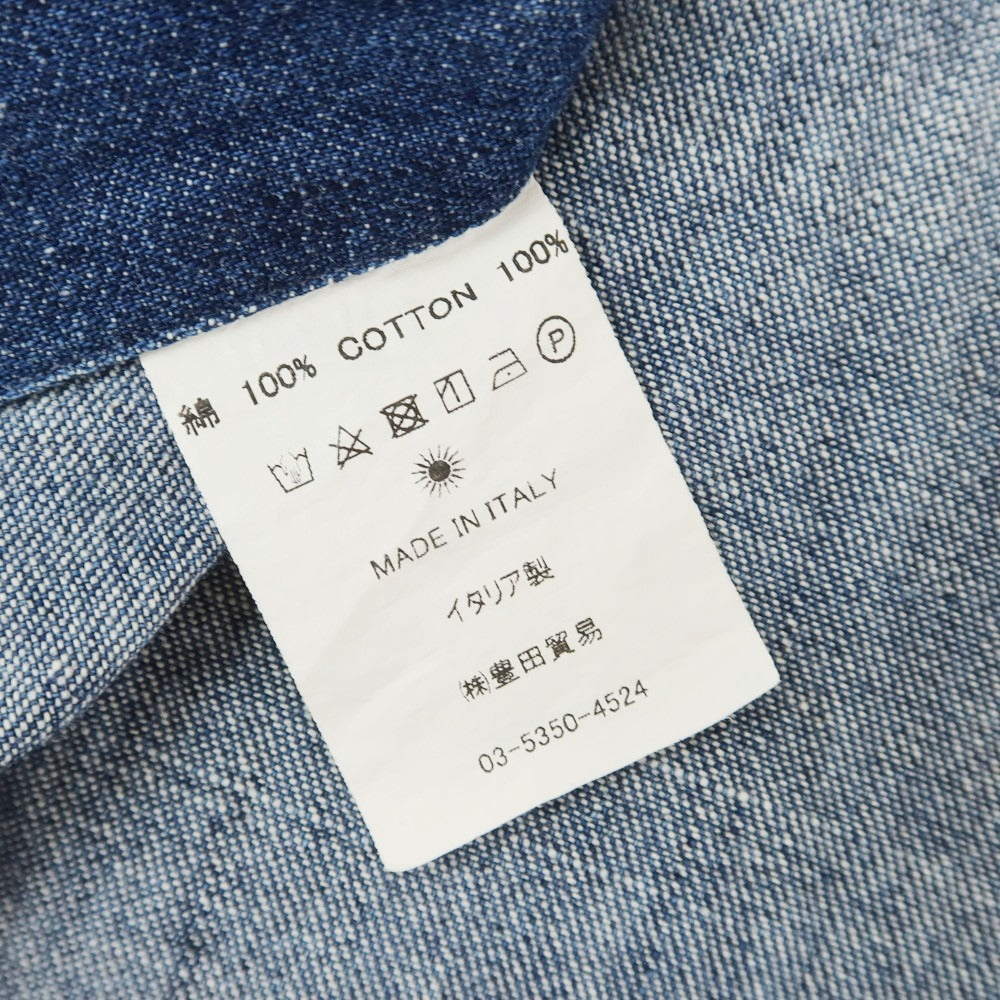 綿 100% COTTON 100%
P
MADE IN ITALY
イタリア製
㈱豊田貿易
03-5350-4524